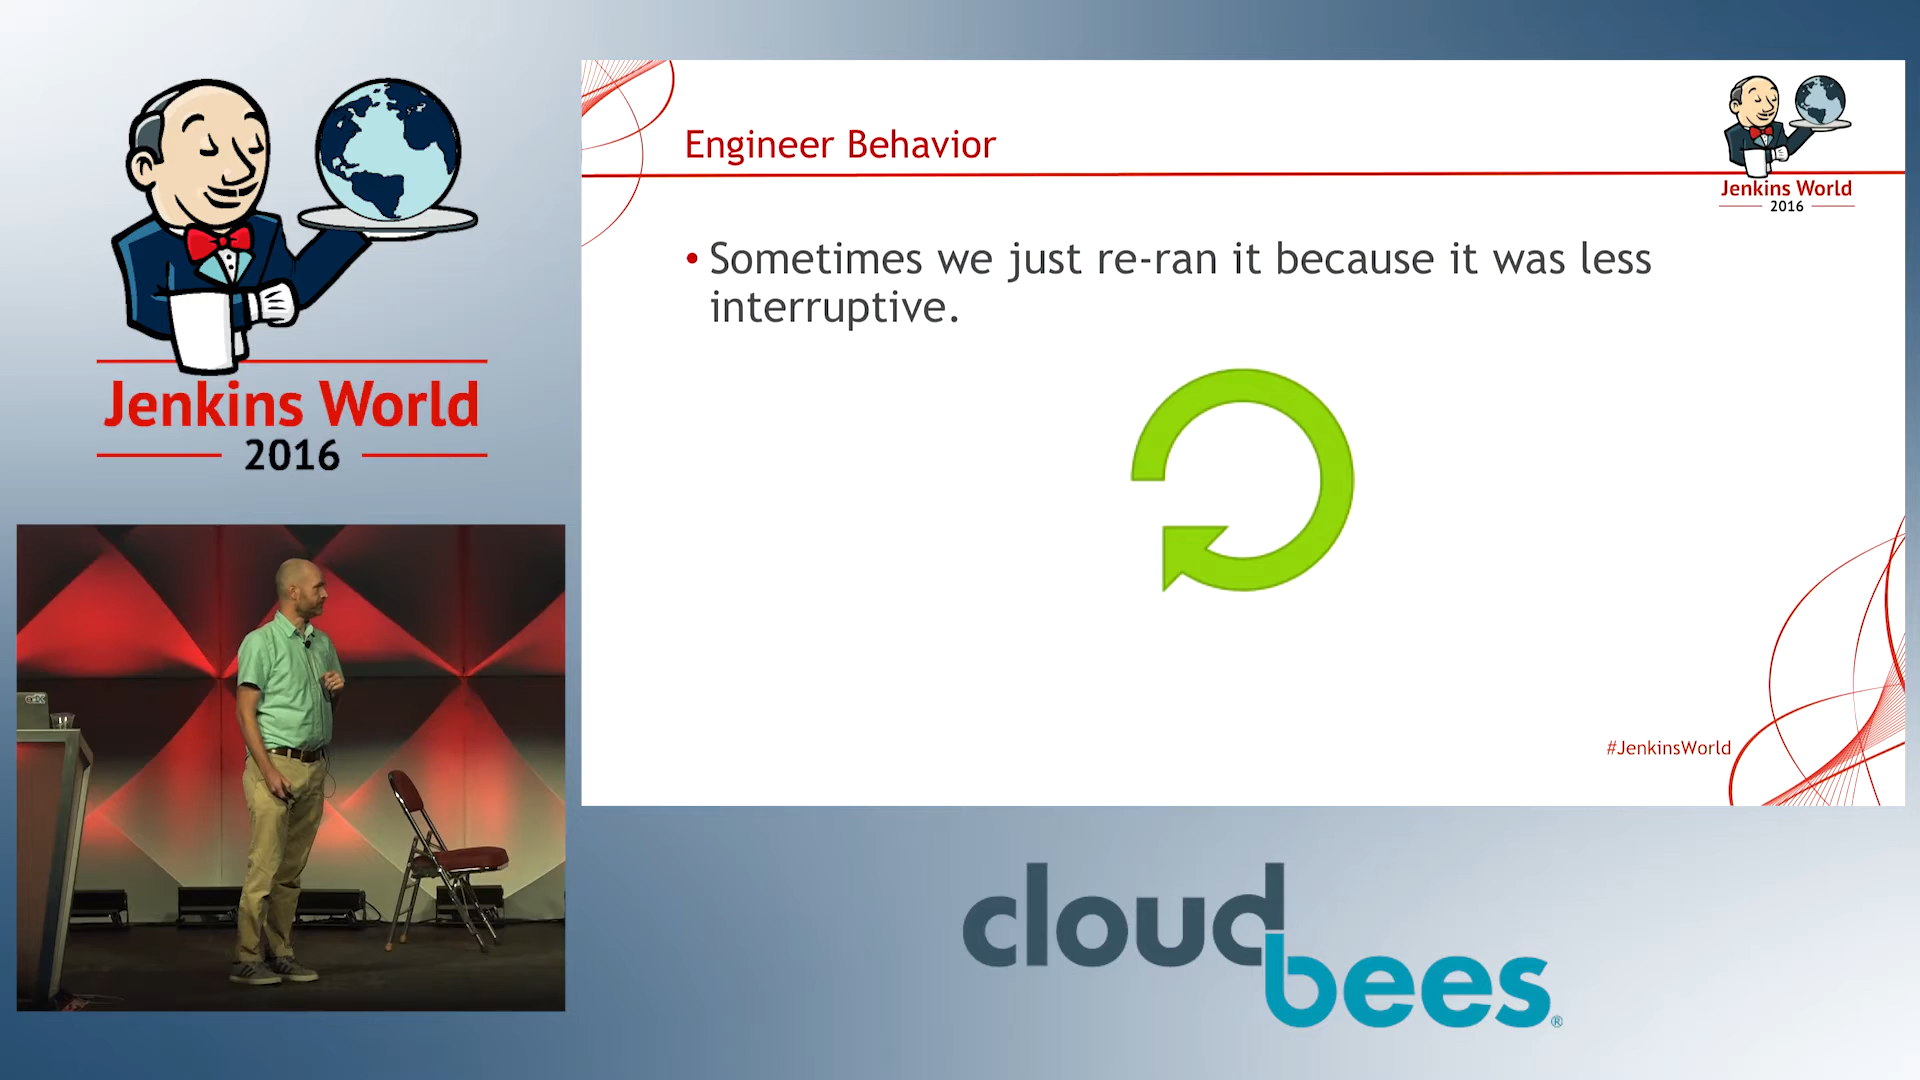 Jenkins World
2016
Engineer Behavior
Jenkins World
2016
• Sometimes we just re-ran it because it was less
interruptive.
#JenkinsWorld
cloud
bees®